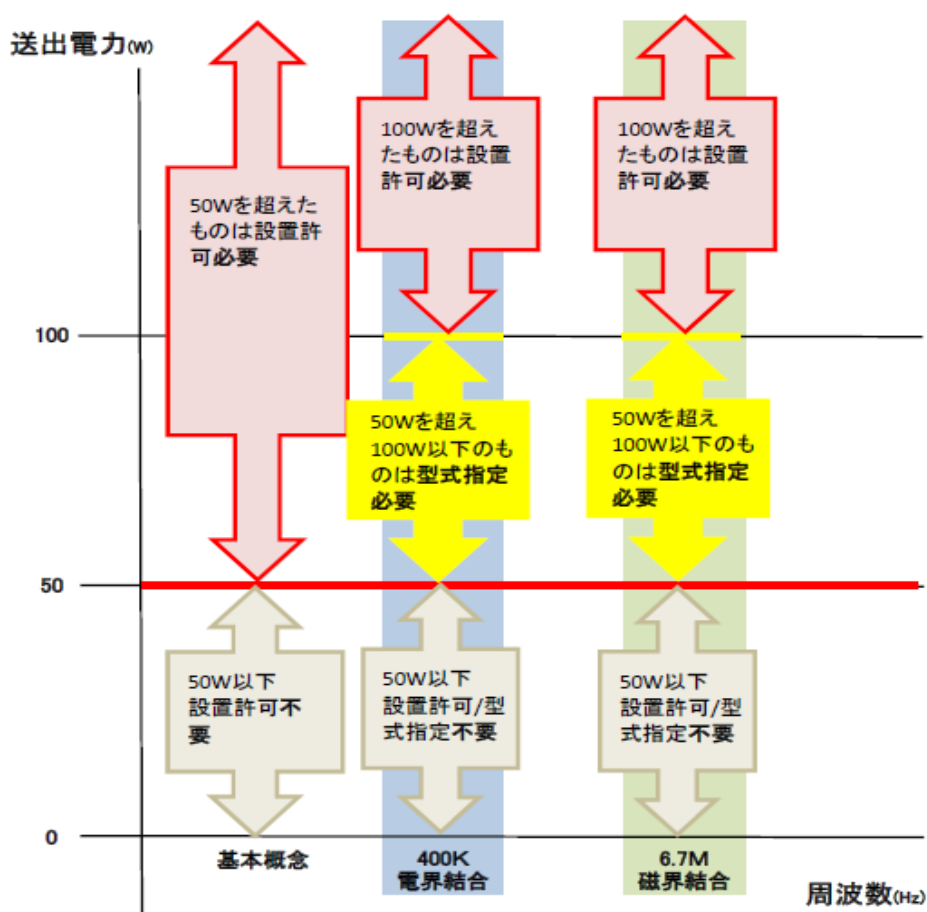 送出電力(W)
50Wを超えた
ものは設置許
可必要
100Wを超え
たものは設置
許可必要
100Wを超え
たものは設置
許可必要
100
50Wを超え
100W以下のも
のは型式指定
必要
50Wを超え
100W以下のも
のは型式指定
必要
50
50W以下
設置許可不
要
50W以下
設置許可/型
式指定不要
50W以下
設置許可/型
式指定不要
0
基本概念
400K
電界結合
6.7M
磁界結合
周波数(Hz)